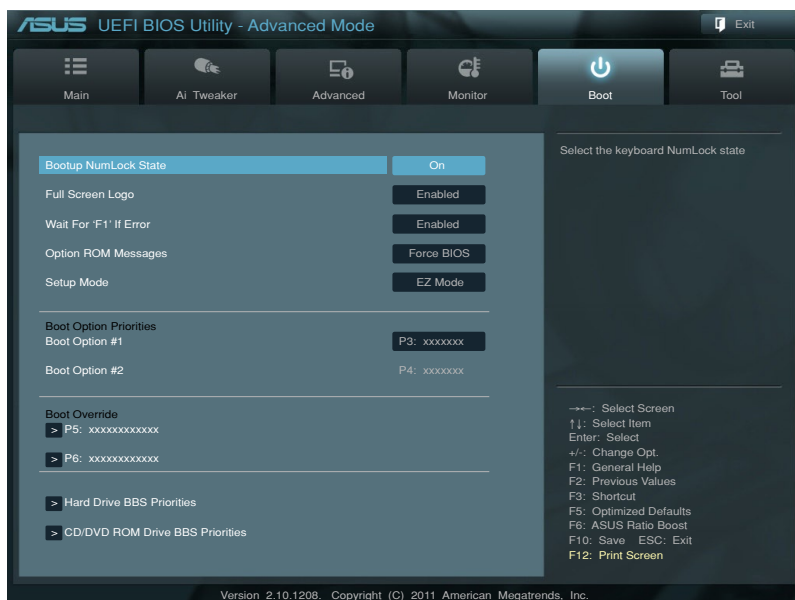 ASUS UEFI BIOS Utility - Advanced Mode
Exit
Main
Ai Tweaker
Advanced
Monitor
Boot
Tool
Bootup NumLock State On
Full Screen Logo Enabled
Wait For ‘F1’ If Error Enabled
Option ROM Messages Force BIOS
Setup Mode EZ Mode
Boot Option Priorities
Boot Option #1 P3: xxxxxxx
Boot Option #2 P4: xxxxxxx
Boot Override
> P5: xxxxxxxxxxxx
> P6: xxxxxxxxxxxx
> Hard Drive BBS Priorities
> CD/DVD ROM Drive BBS Priorities
Select the keyboard NumLock state
→←: Select Screen
↑↓: Select Item
Enter: Select
+/-: Change Opt.
F1: General Help
F2: Previous Values
F3: Shortcut
F5: Optimized Defaults
F6: ASUS Ratio Boost
F10: Save ESC: Exit
F12: Print Screen
Version 2.10.1208. Copyright (C) 2011 American Megatrends, Inc.